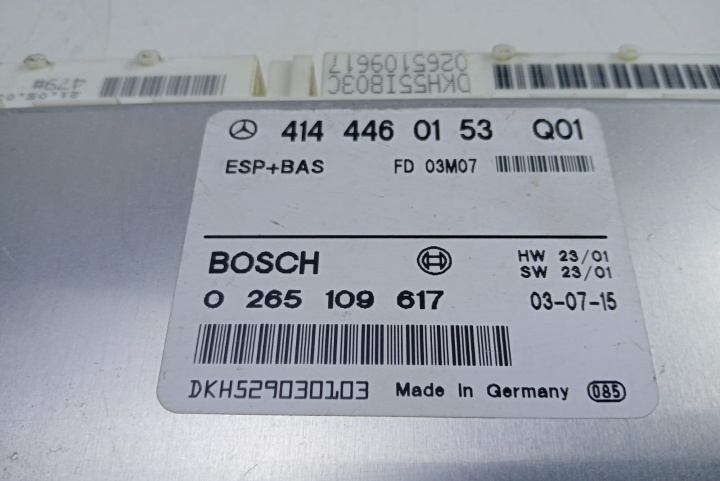 0265109617
DKH551803C
479#
414 446 01 53 Q01
ESP+BAS FD 03M07
BOSCH HW 23/01
SW 23/01
0 265 109 617 03-07-15
DKH529030103 Made in Germany 085